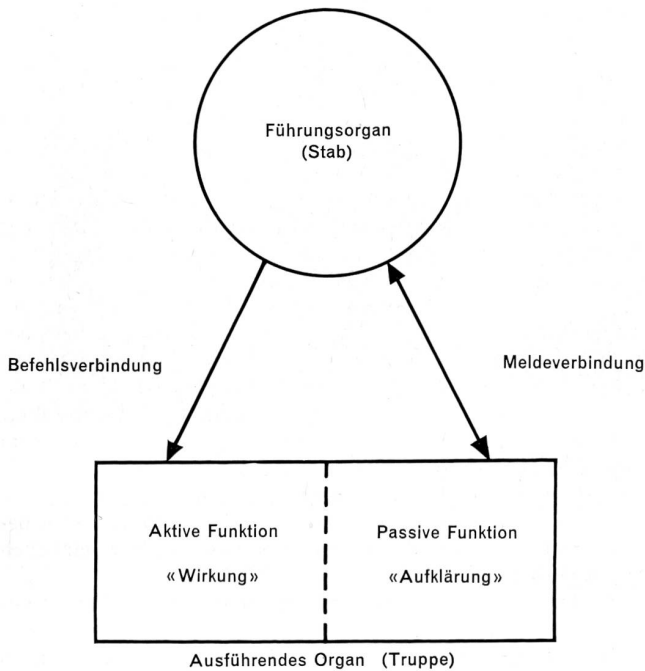 Führungsorgan
(Stab)
Befehlsverbindung
Meldeverbindung
Aktive Funktion
«Wirkung»
Passive Funktion
«Aufklärung»
Ausführendes Organ (Truppe)